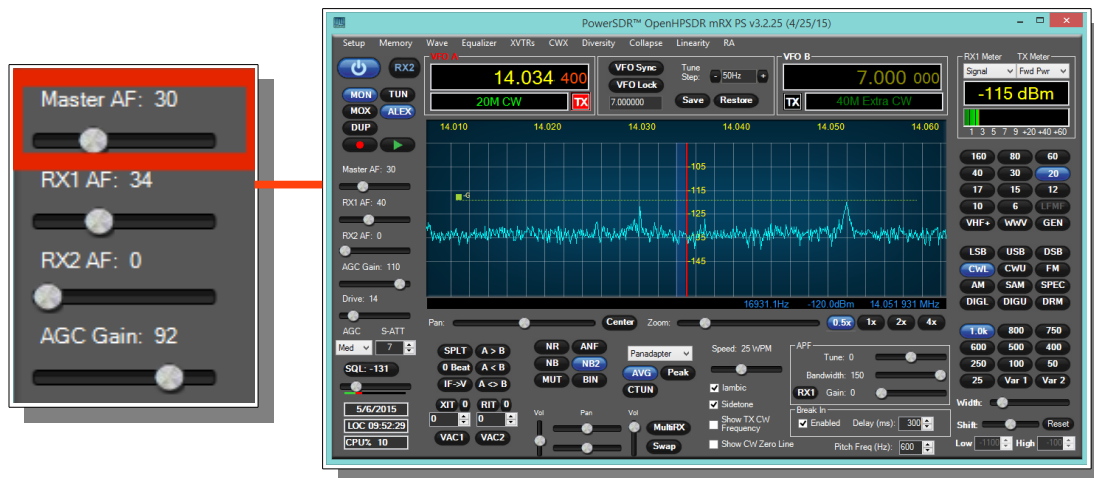 Master AF: 30
RX1 AF: 34
RX2 AF: 0
AGC Gain: 92
PowerSDR™ OpenHPSDR mRX PS v3.2.25 (4/25/15)
Setup Memory Wave Equalizer XVTRs CWX Diversity Collapse Linearity RA
RX2
MON TUN
MOX ALEX
DUP
VFO A
14.034 400
20M CW TX
VFO Sync
VFO Lock
7.000000
Tune Step: - 50Hz +
Save Restore
VFO B
7.000 000
TX 40M Extra CW
RX1 Meter TX Meter
Signal Fwd Pwr
-115 dBm
1 3 5 7 9 +20 +40 +60
14.010 14.020 14.030 14.040 14.050 14.060
-105
-115
-125
-135
-145
-G
16931.1Hz -120.0dBm 14.051 931 MHz
Master AF: 30
RX1 AF: 40
RX2 AF: 0
AGC Gain: 110
Drive: 14
AGC S-ATT
Med 7
SQL: -131
5/6/2015
LOC 09:52:29
CPU% 10
Pan: Center Zoom: 0.5x 1x 2x 4x
SPLT A > B
0 Beat A < B
IF->V A <> B
XIT 0 RIT 0
0 0
VAC1 VAC2
NR ANF
NB NB2
MUT BIN
Panadapter
AVG Peak
CTUN
Vol Pan Vol
MultiRX
Swap
Speed: 25 WPM
Iambic
Sidetone
Show TX CW Frequency
Show CW Zero Line
APF
Tune: 0
Bandwidth: 150
RX1 Gain: 0
Break In
Enabled Delay (ms): 300
Pitch Freq (Hz): 600
160 80 60
40 30 20
17 15 12
10 6 LFMF
VHF+ WWV GEN
LSB USB DSB
CWL CWU FM
AM SAM SPEC
DIGL DIGU DRM
1.0k 800 750
600 500 400
250 100 50
25 Var 1 Var 2
Width:
Shift: Reset
Low -1100 High -100